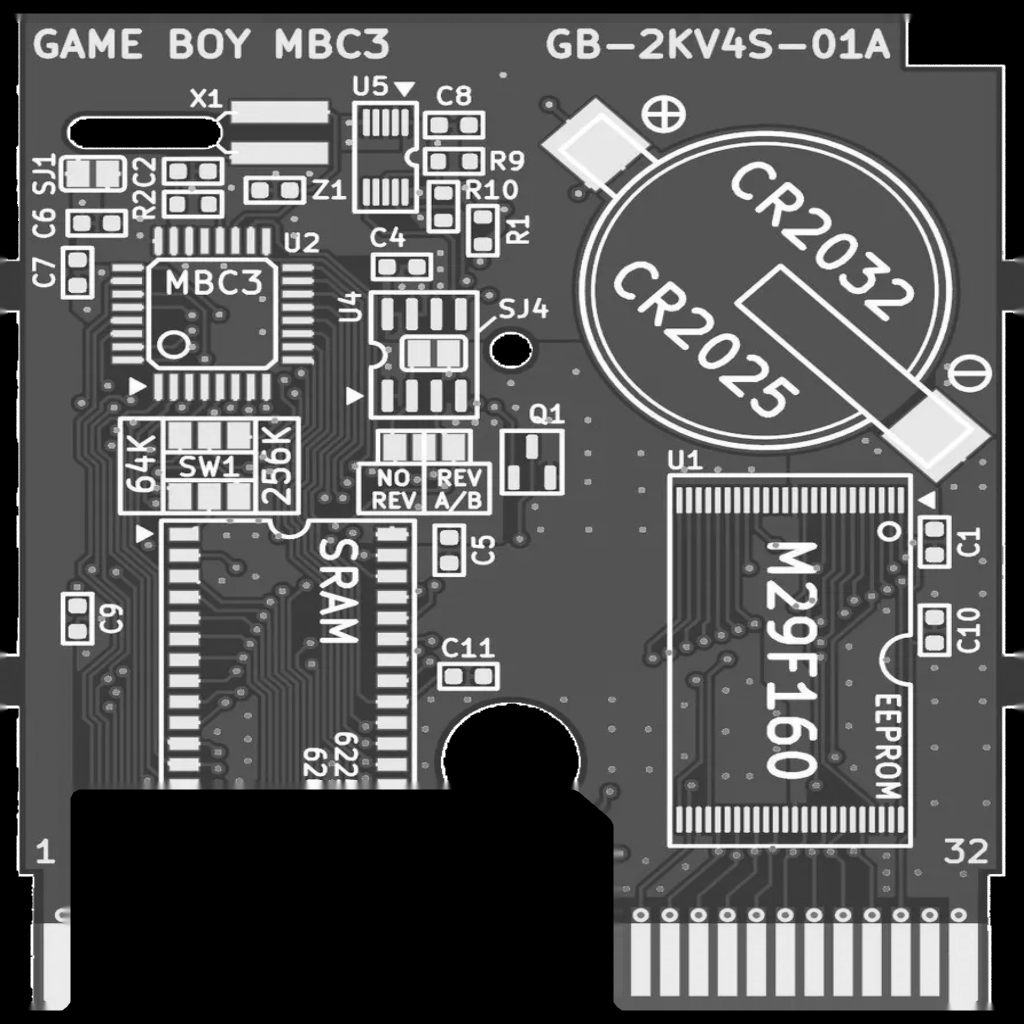 GAME BOY MBC3
GB-2KV4S-01A
X1
U5
C8
SJ1
C2
R9
Z1
R10
R2
C6
R1
U2
C4
C7
MBC3
U4
SJ4
CR2032
CR2025
Q1
64K
SW1
256K
NO REV
REV A/B
U1
SRAM
C5
C1
M29F160
C9
C10
C11
EEPROM
622
62
1
32